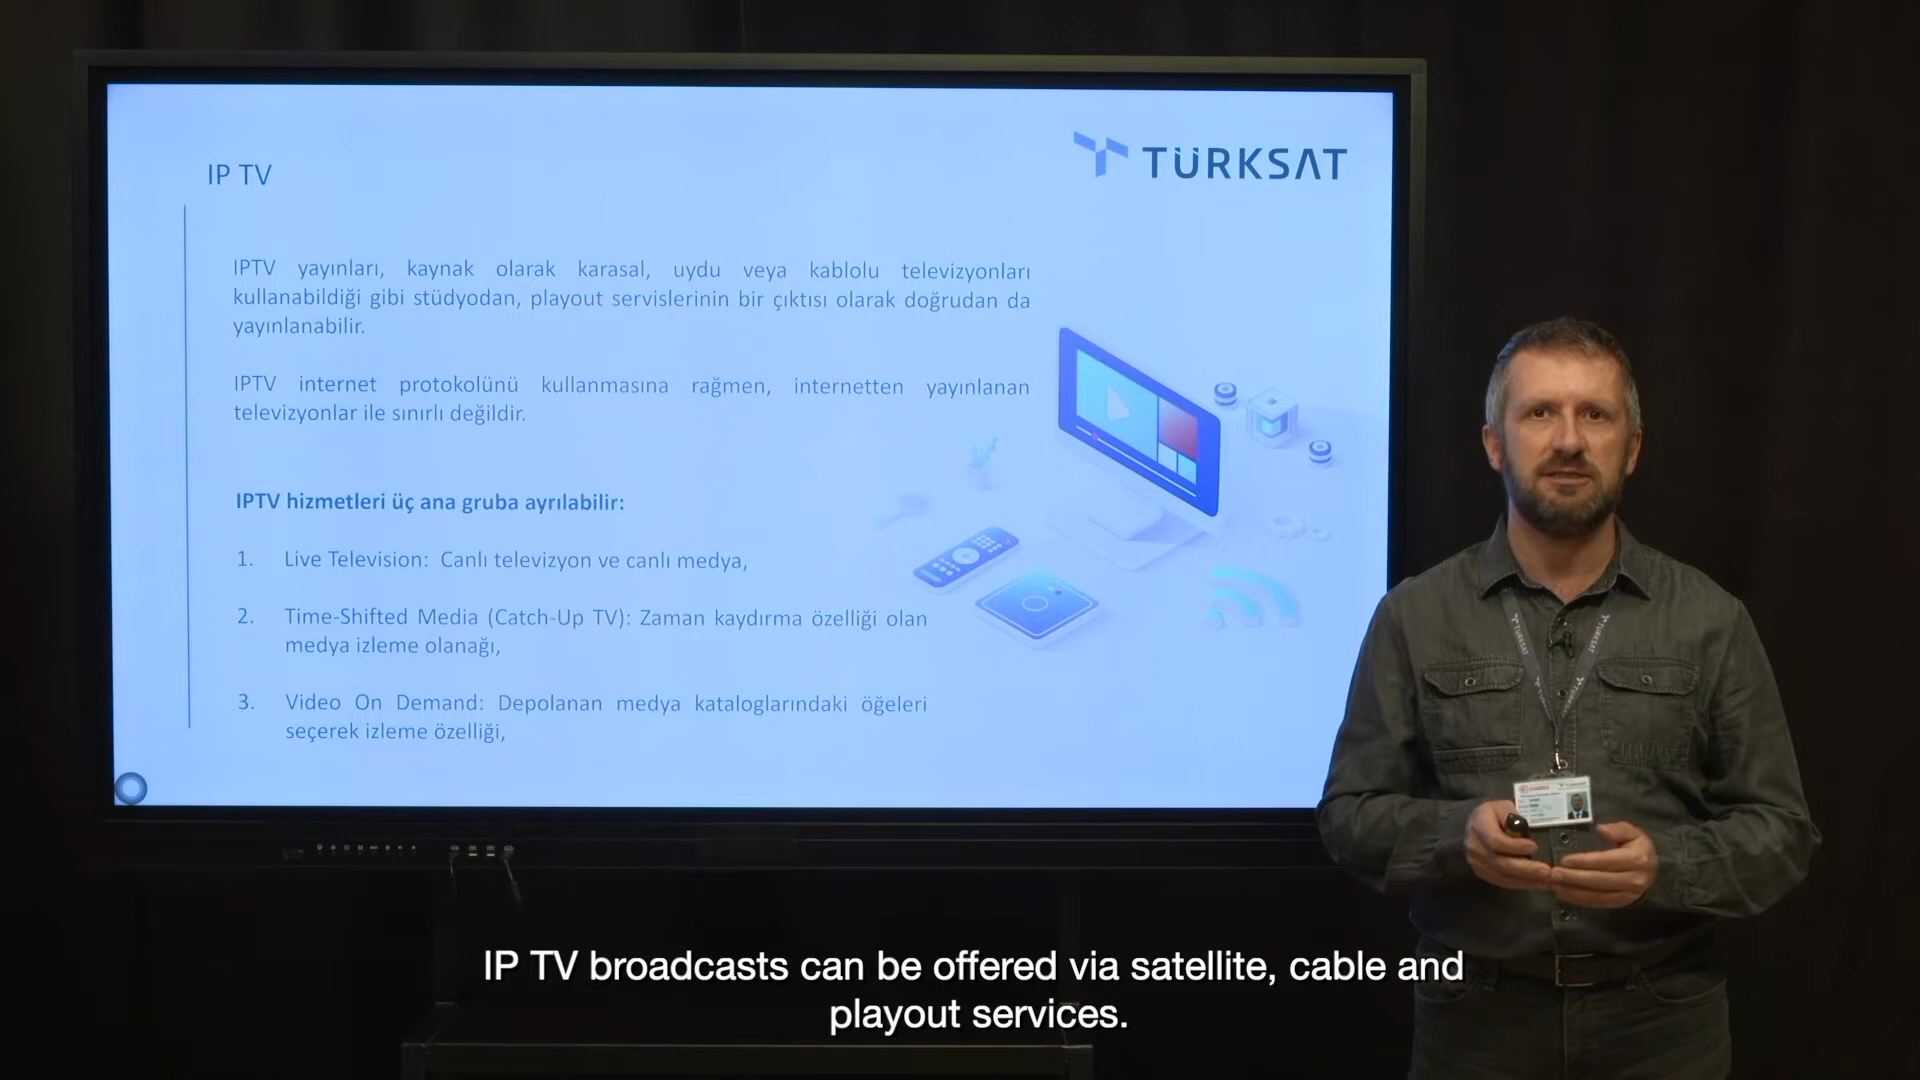 IP TV
TÜRKSAT
IPTV yayınları, kaynak olarak karasal, uydu veya kablolu televizyonları
kullanabildiği gibi stüdyodan, playout servislerinin bir çıktısı olarak doğrudan da
yayınlanabilir.
IPTV internet protokolünü kullanmasına rağmen, internetten yayınlanan
televizyonlar ile sınırlı değildir.
IPTV hizmetleri üç ana gruba ayrılabilir:
1. Live Television: Canlı televizyon ve canlı medya,
2. Time-Shifted Media (Catch-Up TV): Zaman kaydırma özelliği olan
medya izleme olanağı,
3. Video On Demand: Depolanan medya kataloglarındaki öğeleri
seçerek izleme özelliği,
TÜRKSAT
TÜRKSAT
IP TV broadcasts can be offered via satellite, cable and
playout services.